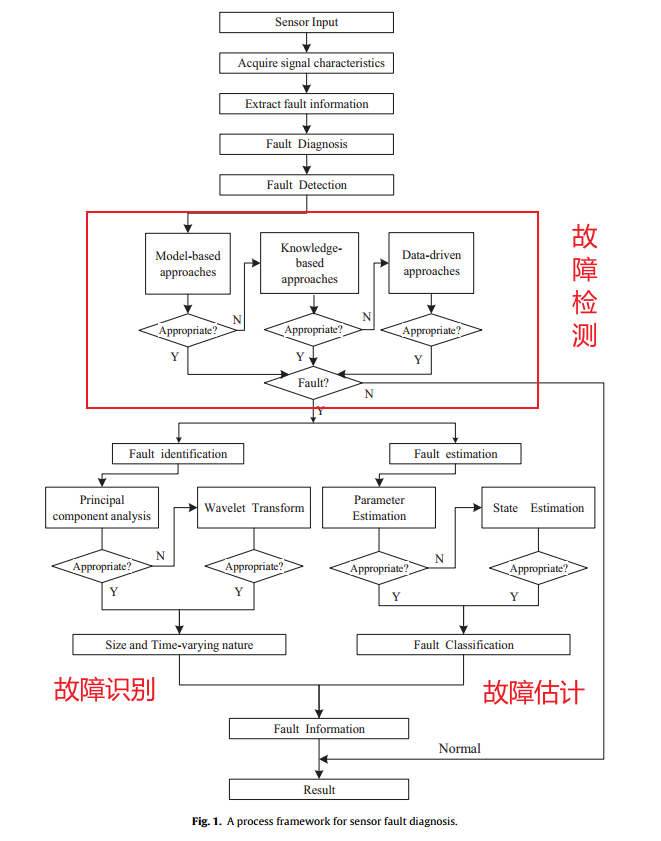 Sensor Input
Acquire signal characteristics
Extract fault information
Fault Diagnosis
Fault Detection
Model-based
approaches
Knowledge-
based
approaches
Data-driven
approaches
故
障
检
测
Appropriate?
N
Appropriate?
N
Appropriate?
Y
Y
Y
Fault?
N
Y
Fault identification
Fault estimation
Principal
component analysis
Wavelet Transform
Parameter
Estimation
State Estimation
Appropriate?
N
Appropriate?
Appropriate?
N
Appropriate?
Y
Y
Y
Y
Size and Time-varying nature
Fault Classification
故障识别
故障估计
Fault Information
Normal
Result
Fig. 1. A process framework for sensor fault diagnosis.